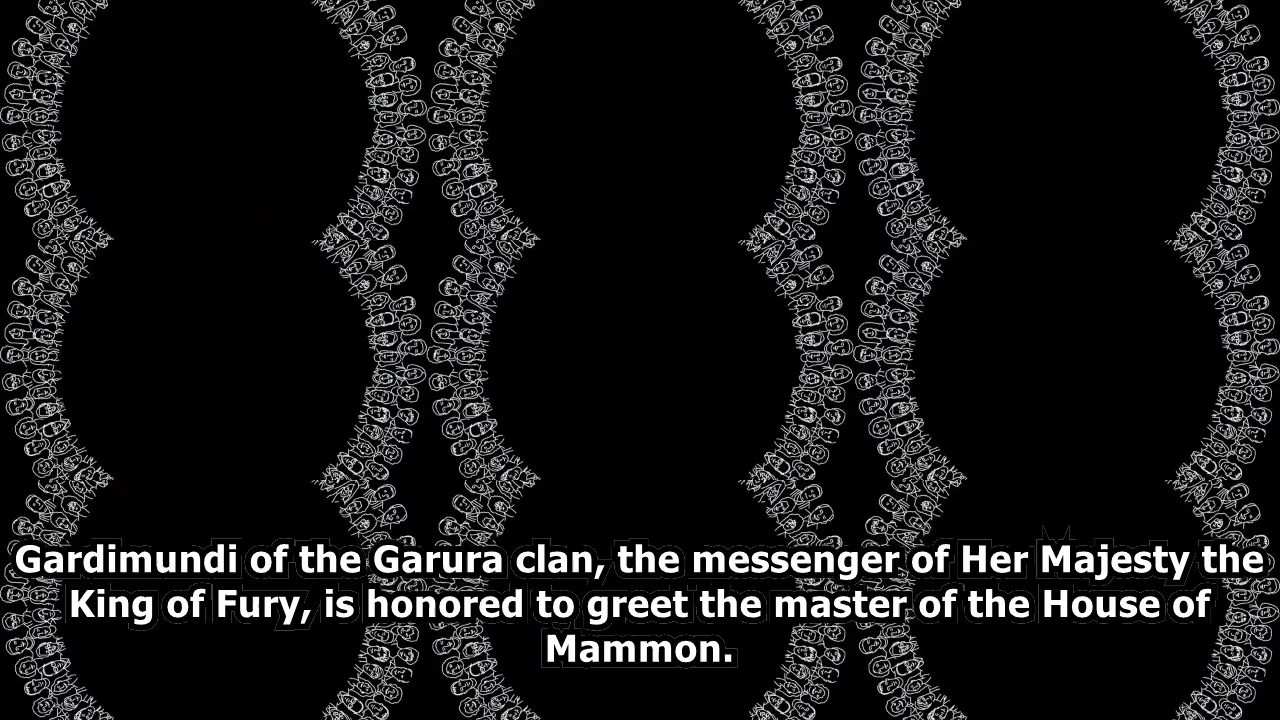 Gardimundi of the Garura clan, the messenger of Her Majesty the
King of Fury, is honored to greet the master of the House of
Mammon.